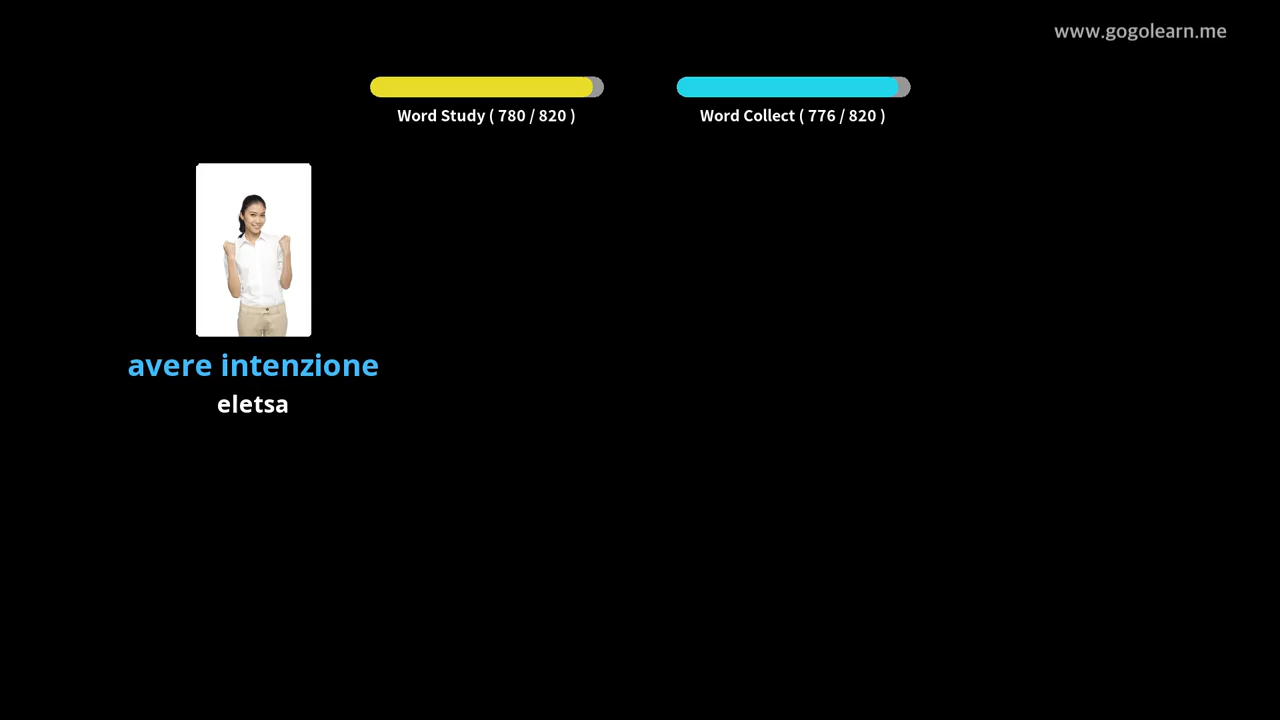 www.gogolearn.me
Word Study ( 780 / 820 )
Word Collect ( 776 / 820 )
avere intenzione
eletsa